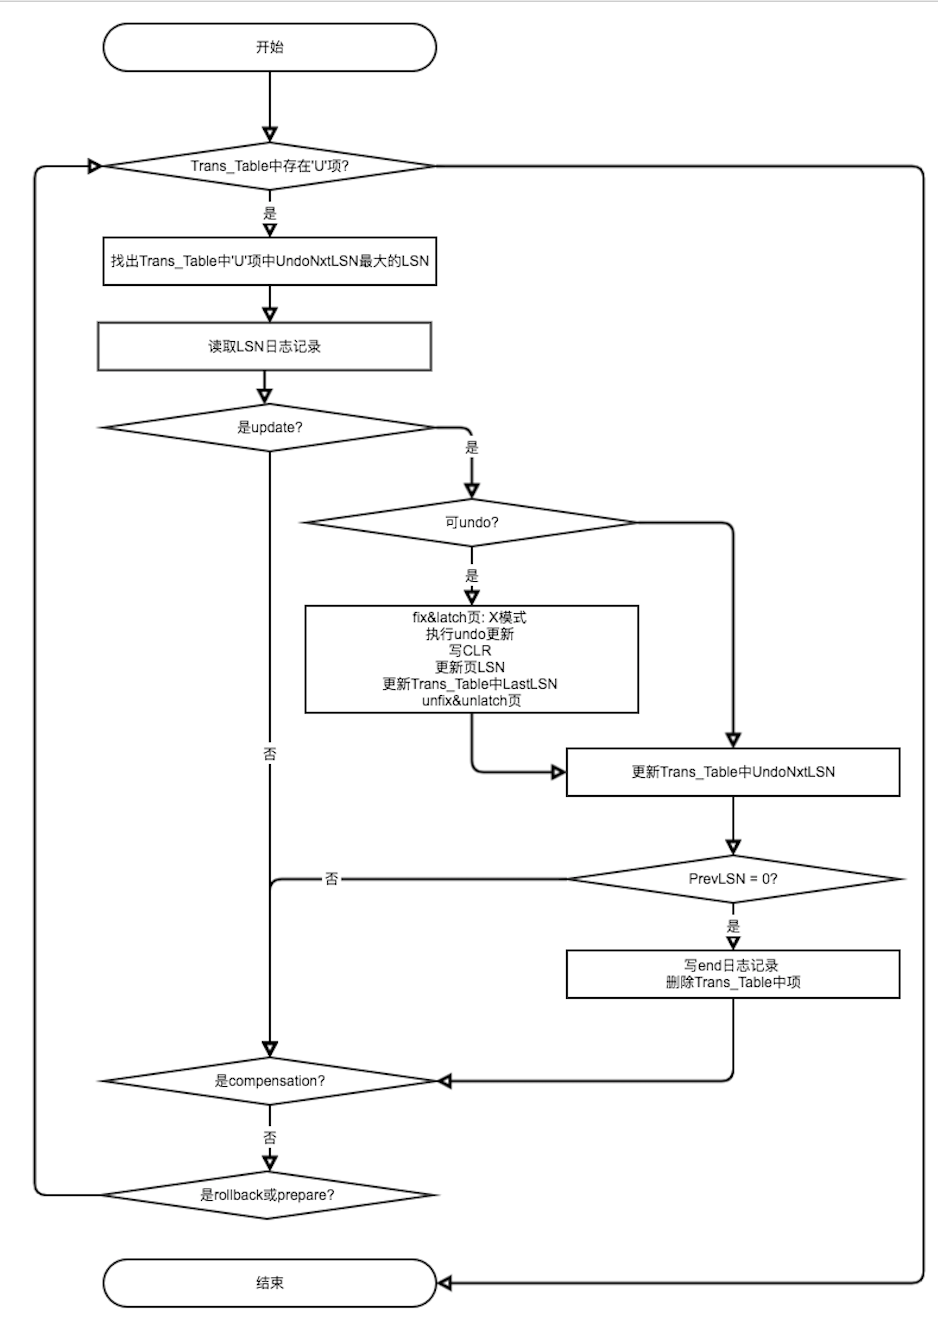 开始
Trans_Table中存在'U'项?
是
找出Trans_Table中'U'项中UndoNxtLSN最大的LSN
读取LSN日志记录
是update?
是
可undo?
是
fix&latch页: X模式
执行undo更新
写CLR
更新页LSN
更新Trans_Table中LastLSN
unfix&unlatch页
否
更新Trans_Table中UndoNxtLSN
否
PrevLSN = 0?
是
写end日志记录
删除Trans_Table中项
是compensation?
否
是rollback或prepare?
结束